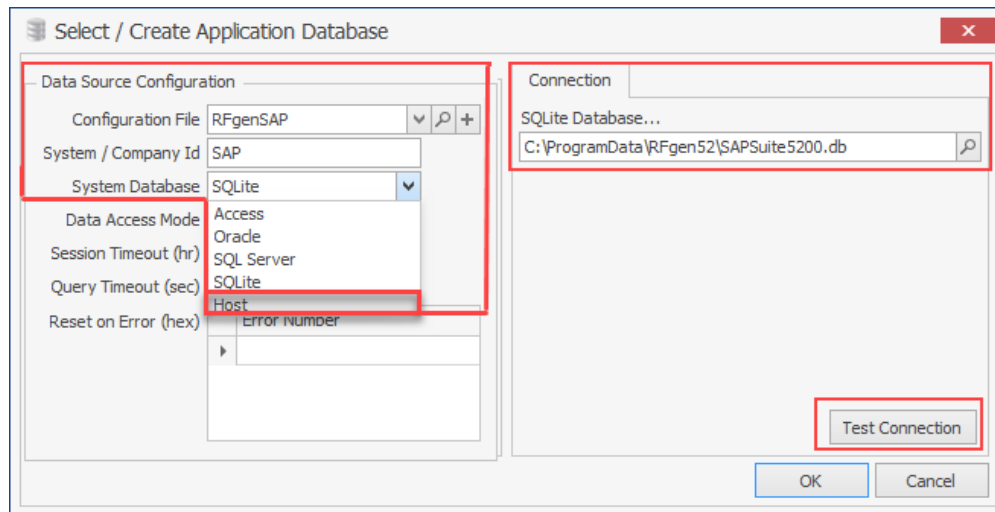 Select / Create Application Database
Data Source Configuration
Configuration File RFgenSAP
System / Company Id SAP
System Database SQLite
Data Access Mode
Session Timeout (hr)
Query Timeout (sec)
Reset on Error (hex)
Access
Oracle
SQL Server
SQLite
Host
Error Number
Connection
SQLite Database...
C:\ProgramData\RFgen52\SAPSuite5200.db
Test Connection
OK Cancel